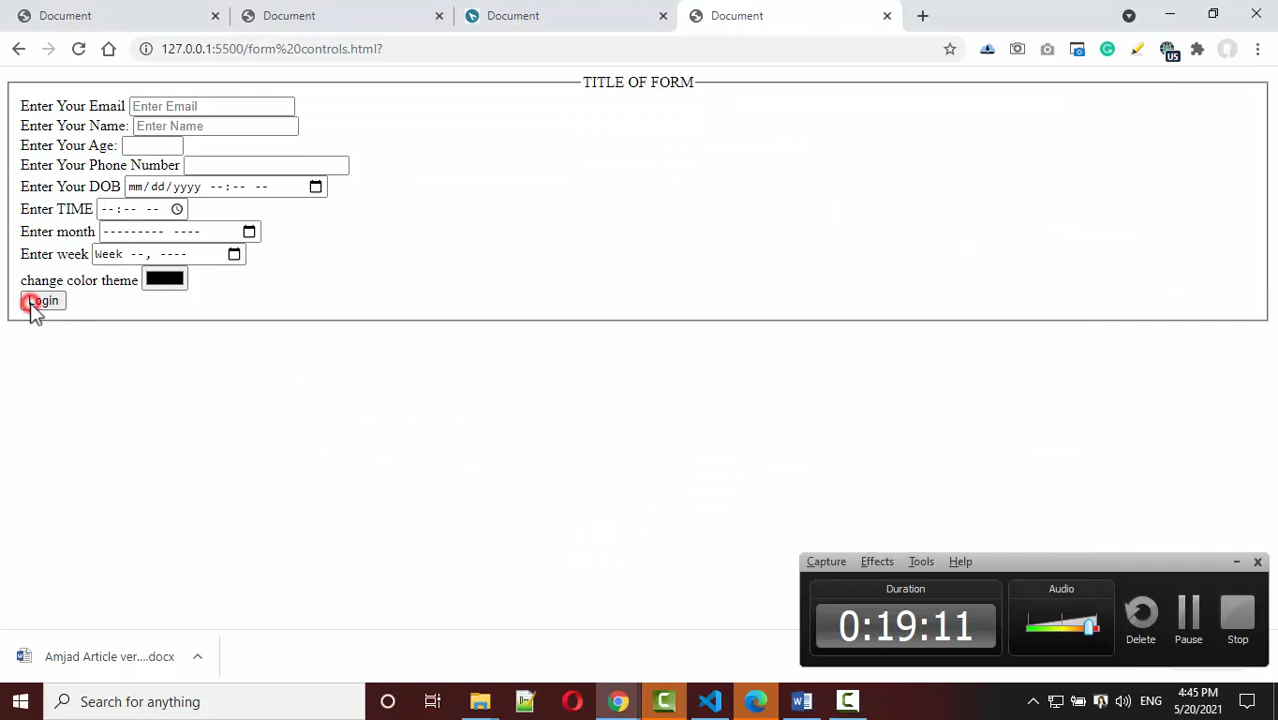 Document
Document
Document
Document
127.0.0.1:5500/form%20controls.html?
US
TITLE OF FORM
Enter Your Email Enter Email
Enter Your Name: Enter Name
Enter Your Age:
Enter Your Phone Number
Enter Your DOB mm/dd/yyyy --:-- --
Enter TIME --:-- --
Enter month --------- ----
Enter week Week --, ----
change color theme
Login
Capture Effects Tools Help
Duration
Audio
0:19:11
Delete
Pause
Stop
Amjad Article ver....docx
Search for anything
ENG
4:45 PM
5/20/2021